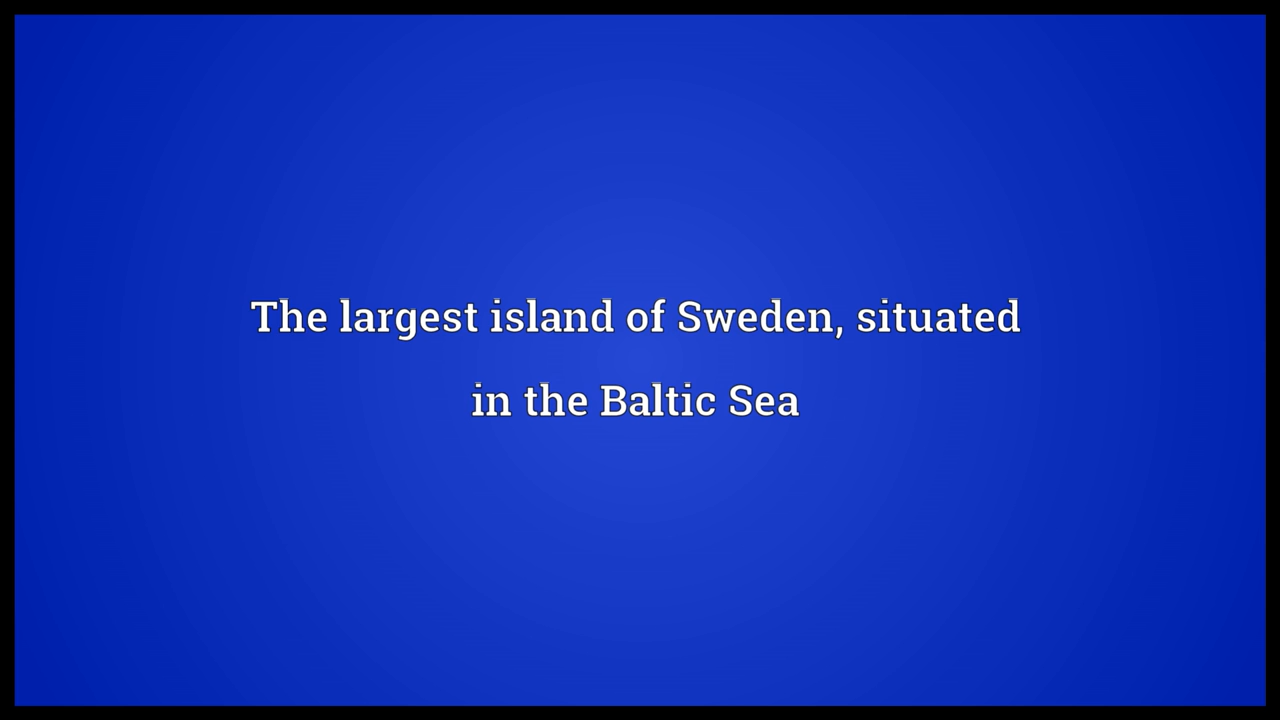 The largest island of Sweden, situated
in the Baltic Sea